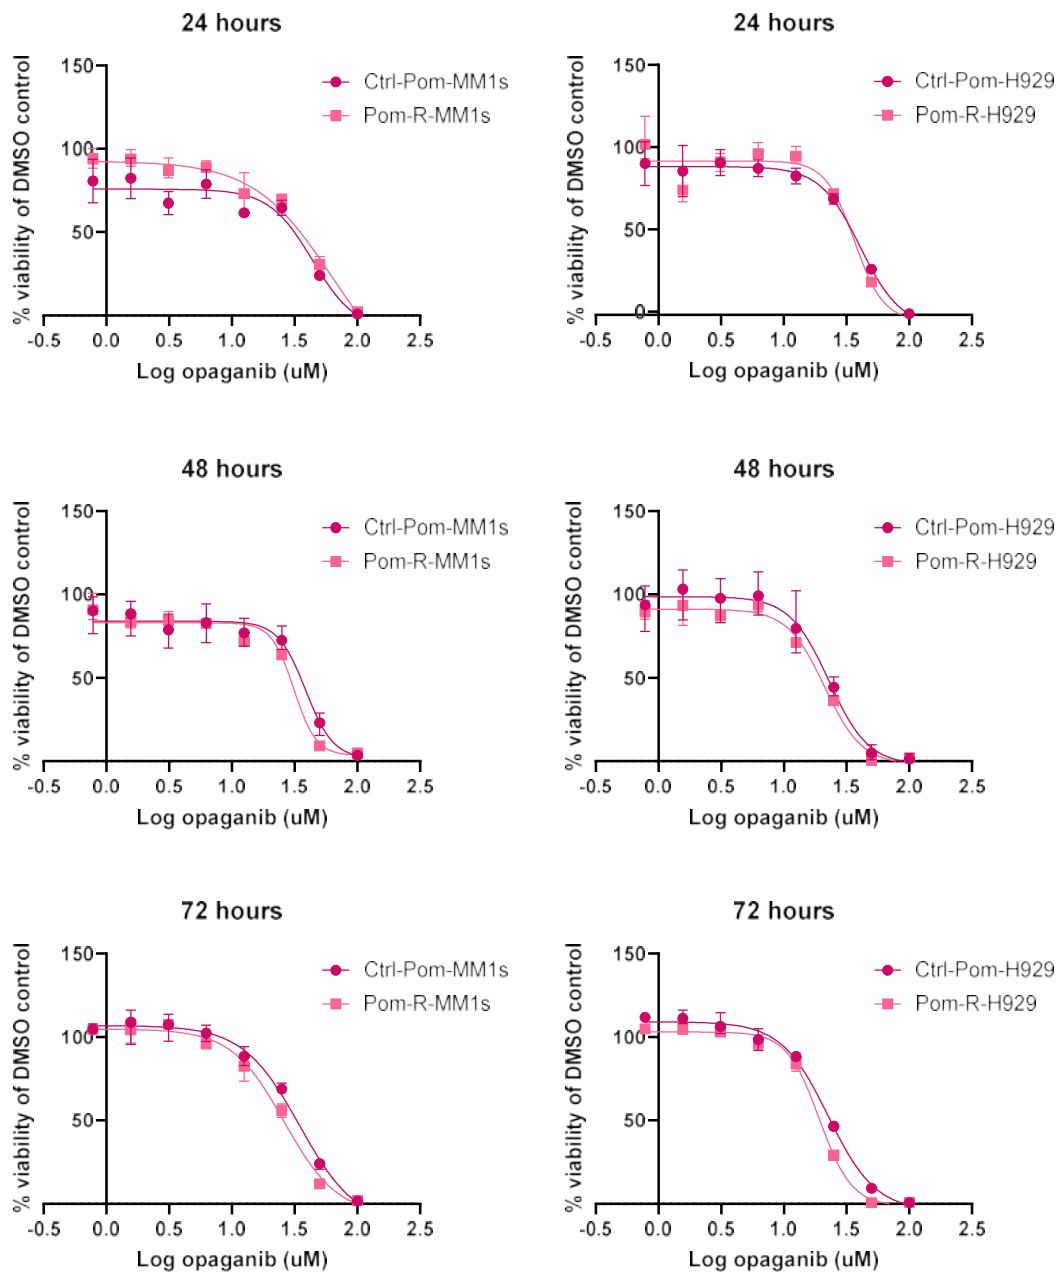 24 hours
% viability of DMSO control
150
100
50
-0.5 0.0 0.5 1.0 1.5 2.0 2.5
Log opaganib (uM)
Ctrl-Pom-MM1s
Pom-R-MM1s
24 hours
% viability of DMSO control
150
100
50
0
-0.5 0.0 0.5 1.0 1.5 2.0 2.5
Log opaganib (uM)
Ctrl-Pom-H929
Pom-R-H929
48 hours
% viability of DMSO control
150
100
50
-0.5 0.0 0.5 1.0 1.5 2.0 2.5
Log opaganib (uM)
Ctrl-Pom-MM1s
Pom-R-MM1s
48 hours
% viability of DMSO control
150
100
50
-0.5 0.0 0.5 1.0 1.5 2.0 2.5
Log opaganib (uM)
Ctrl-Pom-H929
Pom-R-H929
72 hours
% viability of DMSO control
150
100
50
-0.5 0.0 0.5 1.0 1.5 2.0 2.5
Log opaganib (uM)
Ctrl-Pom-MM1s
Pom-R-MM1s
72 hours
% viability of DMSO control
150
100
50
-0.5 0.0 0.5 1.0 1.5 2.0 2.5
Log opaganib (uM)
Ctrl-Pom-H929
Pom-R-H929